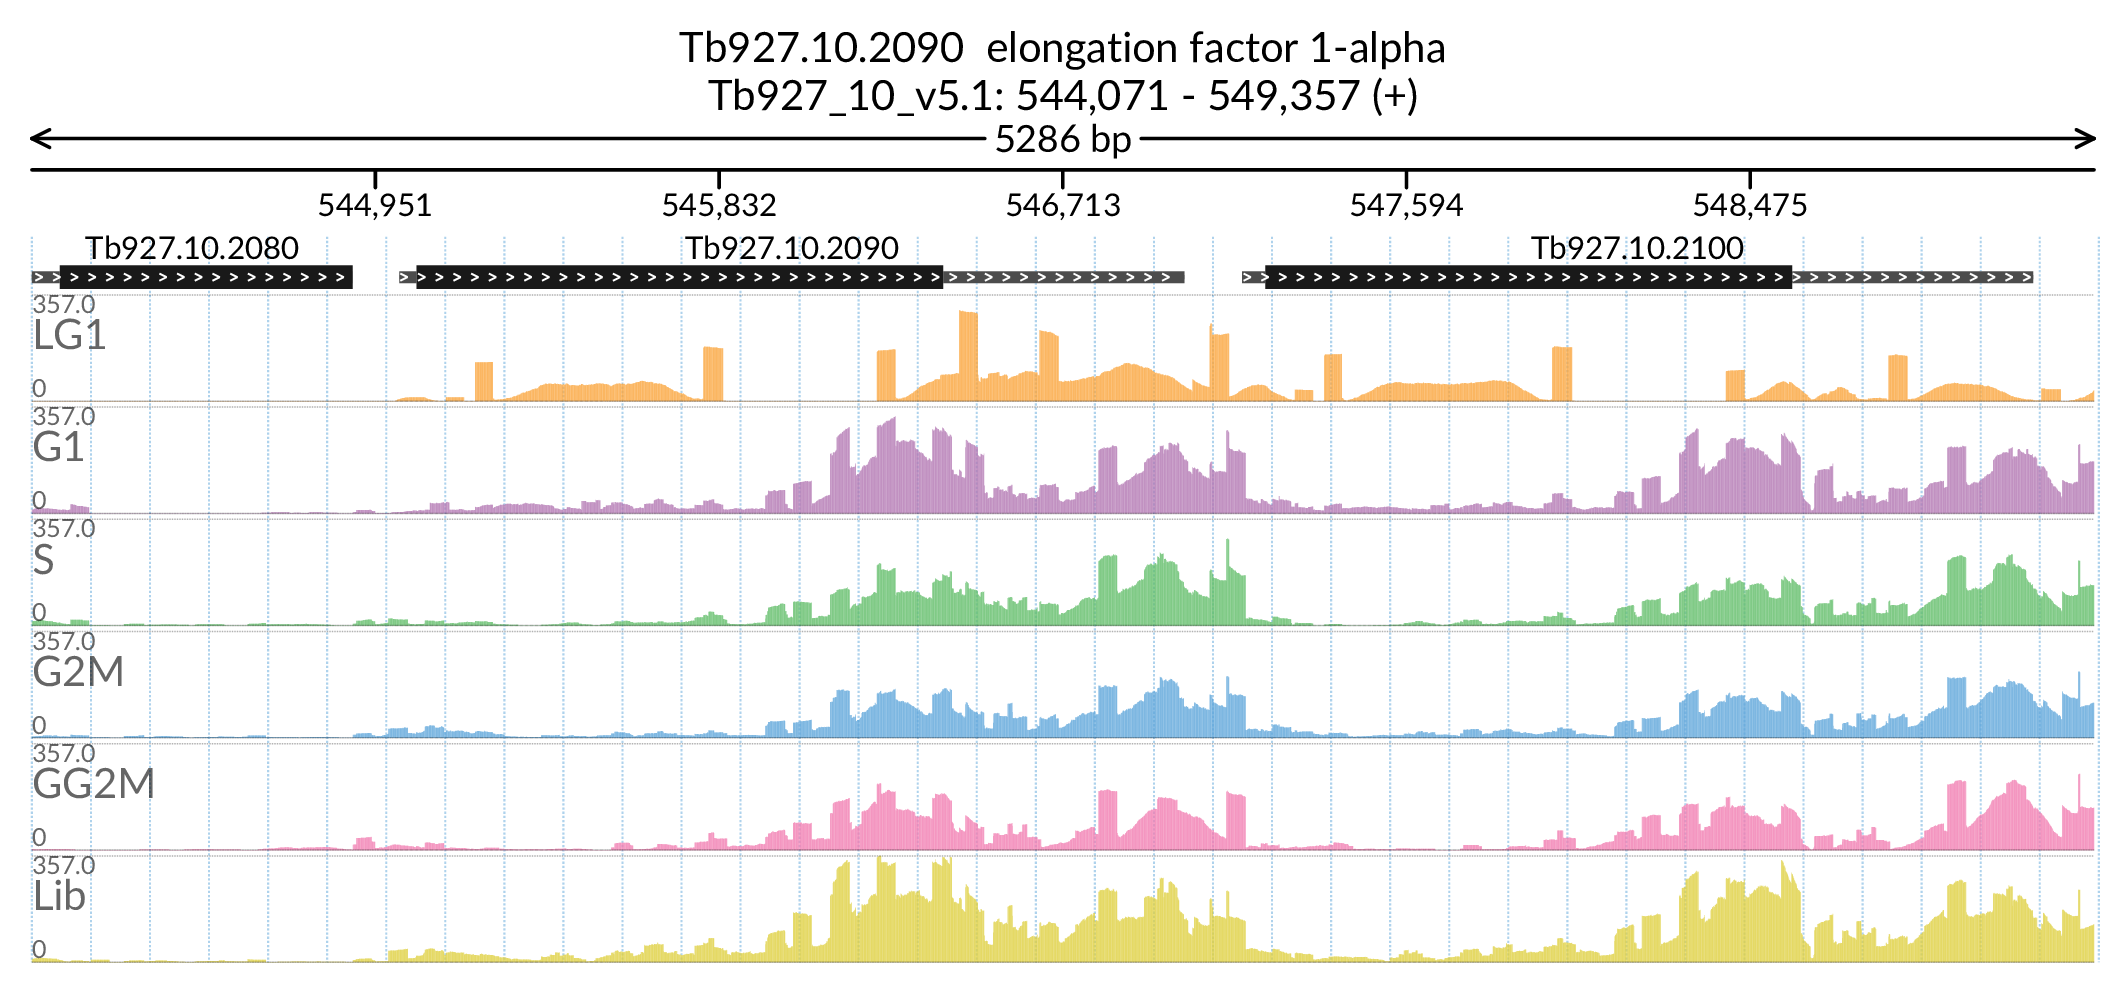 Tb927.10.2090 elongation factor 1-alpha
Tb927_10_v5.1: 544,071 - 549,357 (+)
5286 bp
544,951 545,832 546,713 547,594 548,475
Tb927.10.2080 Tb927.10.2090 Tb927.10.2100
357.0
LG1
0
357.0
G1
0
357.0
S
0
357.0
G2M
0
357.0
GG2M
0
357.0
Lib
0